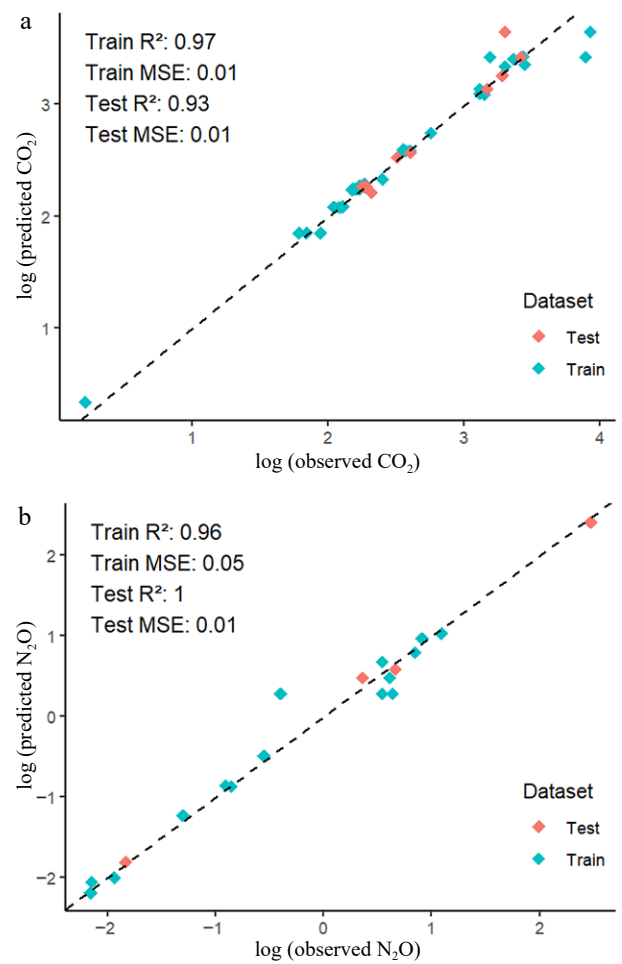 a
Train R²: 0.97
Train MSE: 0.01
Test R²: 0.93
Test MSE: 0.01
log (predicted CO₂)
3
2
1
Dataset
Test
Train
1
2
3
4
log (observed CO₂)
b
Train R²: 0.96
Train MSE: 0.05
Test R²: 1
Test MSE: 0.01
log (predicted N₂O)
2
1
0
−1
−2
Dataset
Test
Train
−2
−1
0
1
2
log (observed N₂O)